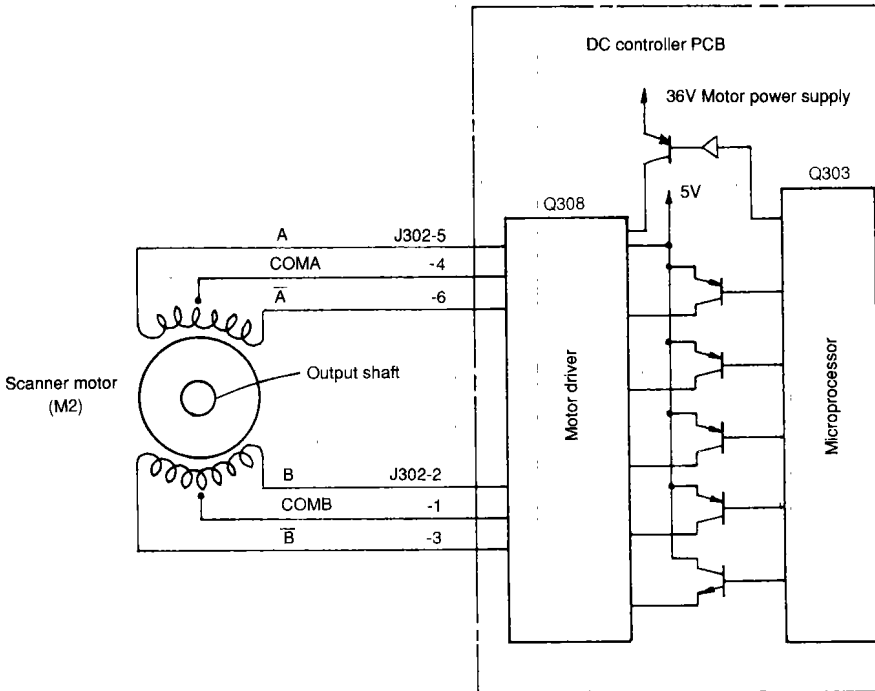 DC controller PCB
36V Motor power supply
Q303
5V
Q308
A J302-5
COMA -4
A̅ -6
Scanner motor
(M2)
Output shaft
Motor driver
Microprocessor
B J302-2
COMB -1
B̅ -3